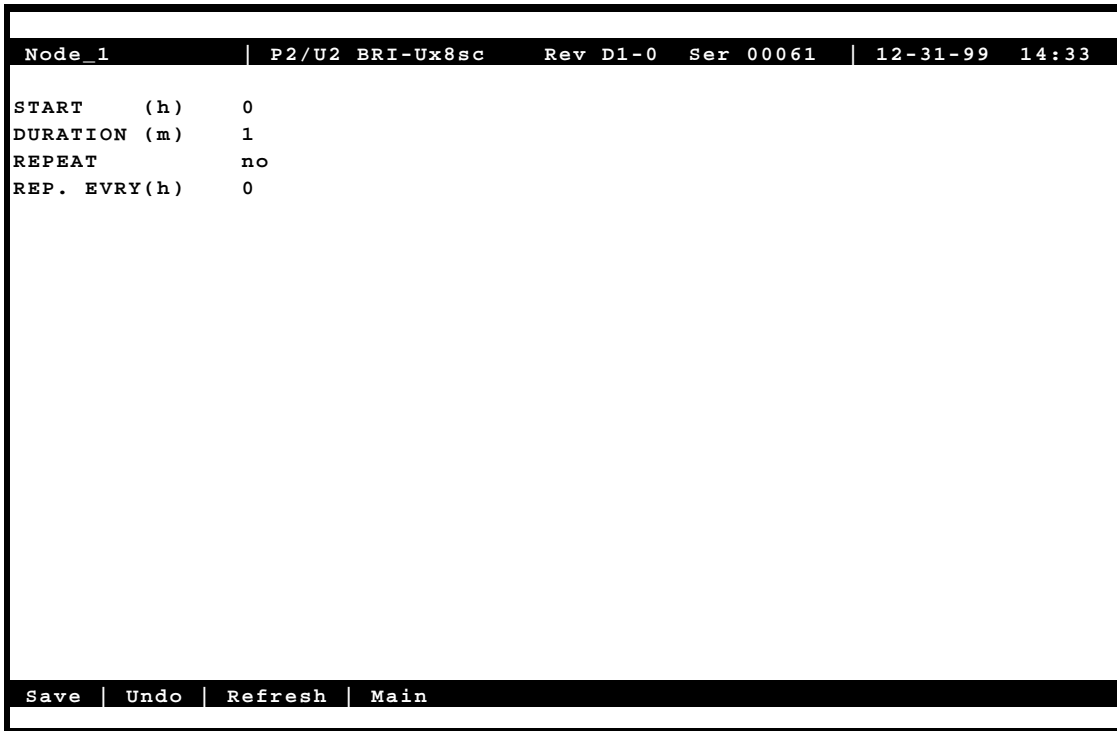 Node_1 | P2/U2 BRI-Ux8sc Rev D1-0 Ser 00061 | 12-31-99 14:33
START (h) 0
DURATION (m) 1
REPEAT no
REP. EVRY(h) 0
Save | Undo | Refresh | Main